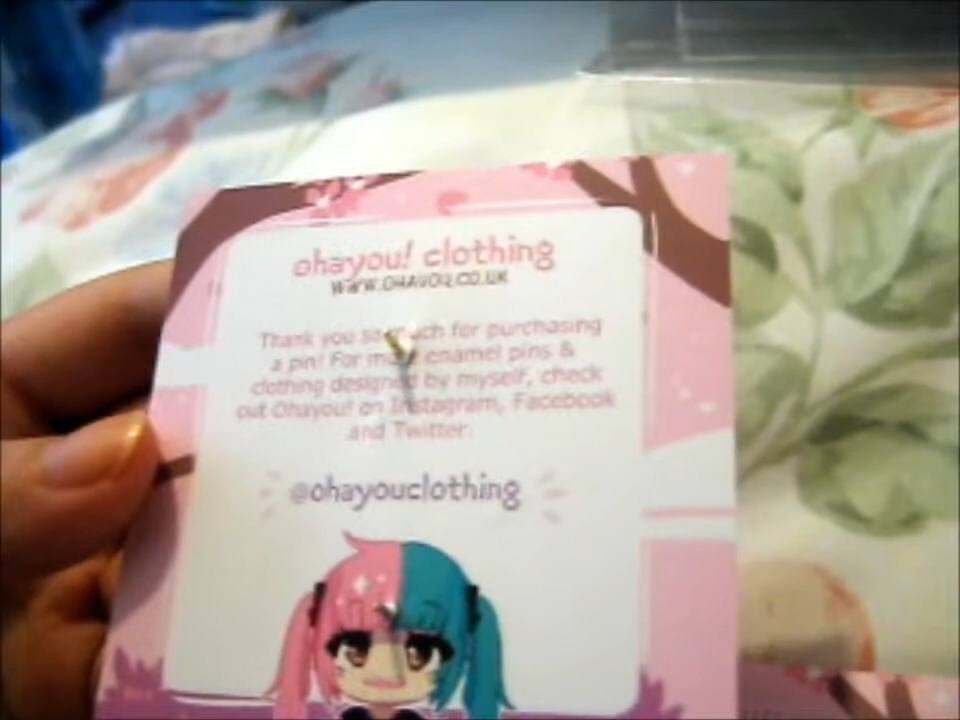 ohayou! clothing
WWW.OHAYOU.CO.UK
Thank you so much for purchasing
a pin! For more enamel pins &
clothing designed by myself, check
out Ohayou! on Instagram, Facebook
and Twitter.
@ohayouclothing